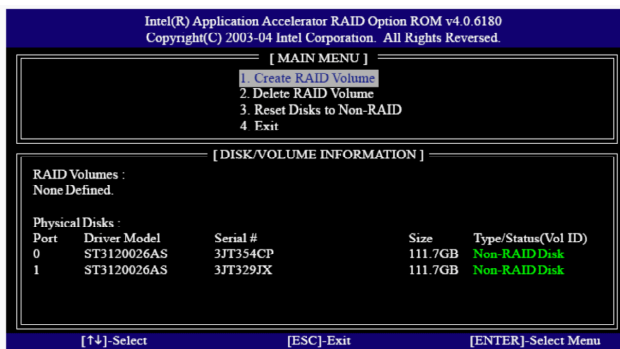 Intel(R) Application Accelerator RAID Option ROM v4.0.6180
Copyright(C) 2003-04 Intel Corporation. All Rights Reversed.
[ MAIN MENU ]
1. Create RAID Volume
2. Delete RAID Volume
3. Reset Disks to Non-RAID
4. Exit
[ DISK/VOLUME INFORMATION ]
RAID Volumes :
None Defined.
Physical Disks :
Port Driver Model Serial # Size Type/Status(Vol ID)
0 ST3120026AS 3JT354CP 111.7GB Non-RAID Disk
1 ST3120026AS 3JT329JX 111.7GB Non-RAID Disk
[↑↓]-Select [ESC]-Exit [ENTER]-Select Menu